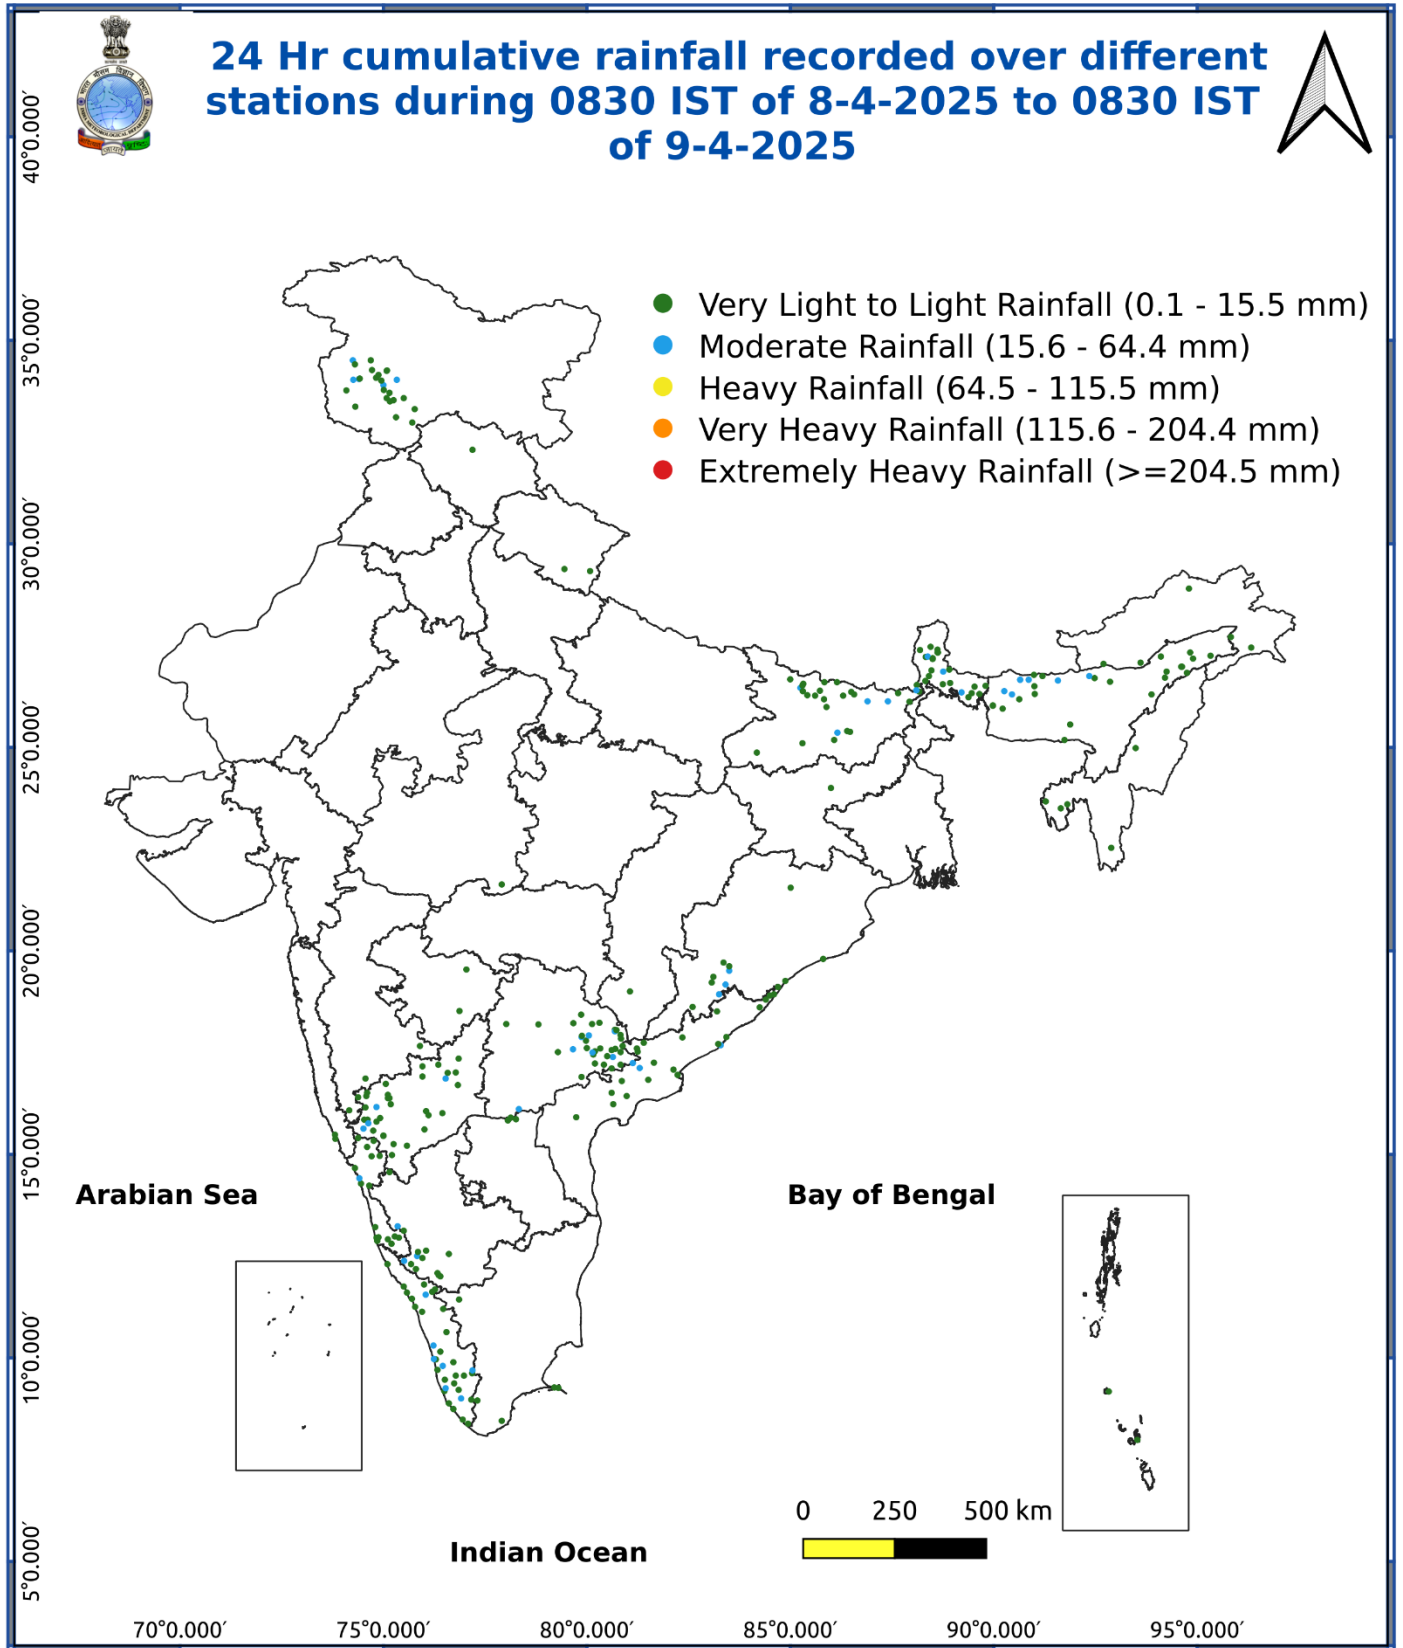 24 Hr cumulative rainfall recorded over different
stations during 0830 IST of 8-4-2025 to 0830 IST
of 9-4-2025
Very Light to Light Rainfall (0.1 - 15.5 mm)
Moderate Rainfall (15.6 - 64.4 mm)
Heavy Rainfall (64.5 - 115.5 mm)
Very Heavy Rainfall (115.6 - 204.4 mm)
Extremely Heavy Rainfall (>=204.5 mm)
40°0.000′
35°0.000′
30°0.000′
25°0.000′
20°0.000′
15°0.000′
10°0.000′
5°0.000′
Arabian Sea
Bay of Bengal
Indian Ocean
0 250 500 km
70°0.000′ 75°0.000′ 80°0.000′ 85°0.000′ 90°0.000′ 95°0.000′